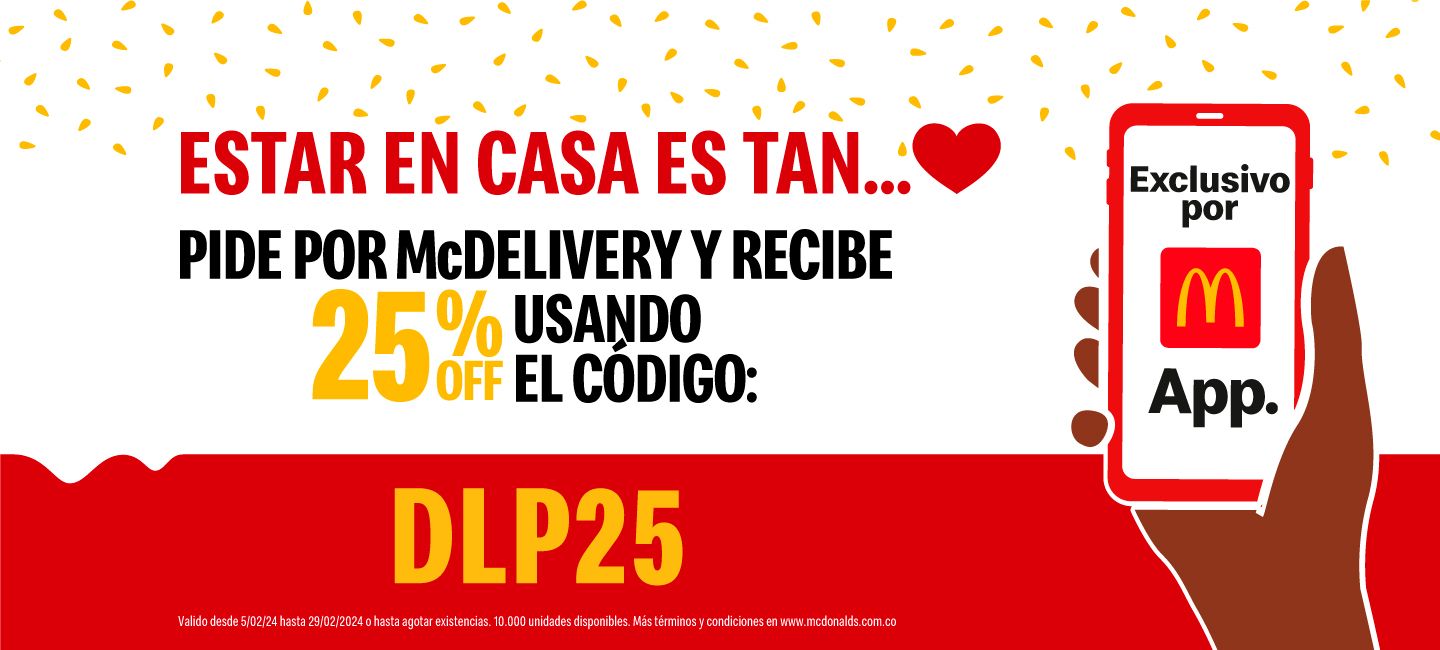 ESTAR EN CASA ES TAN...
PIDE POR McDELIVERY Y RECIBE
25% OFF USANDO
EL CÓDIGO:
DLP25
Valido desde 5/02/24 hasta 29/02/2024 o hasta agotar existencias. 10.000 unidades disponibles. Más términos y condiciones en www.mcdonalds.com.co
Exclusivo
por
M
App.